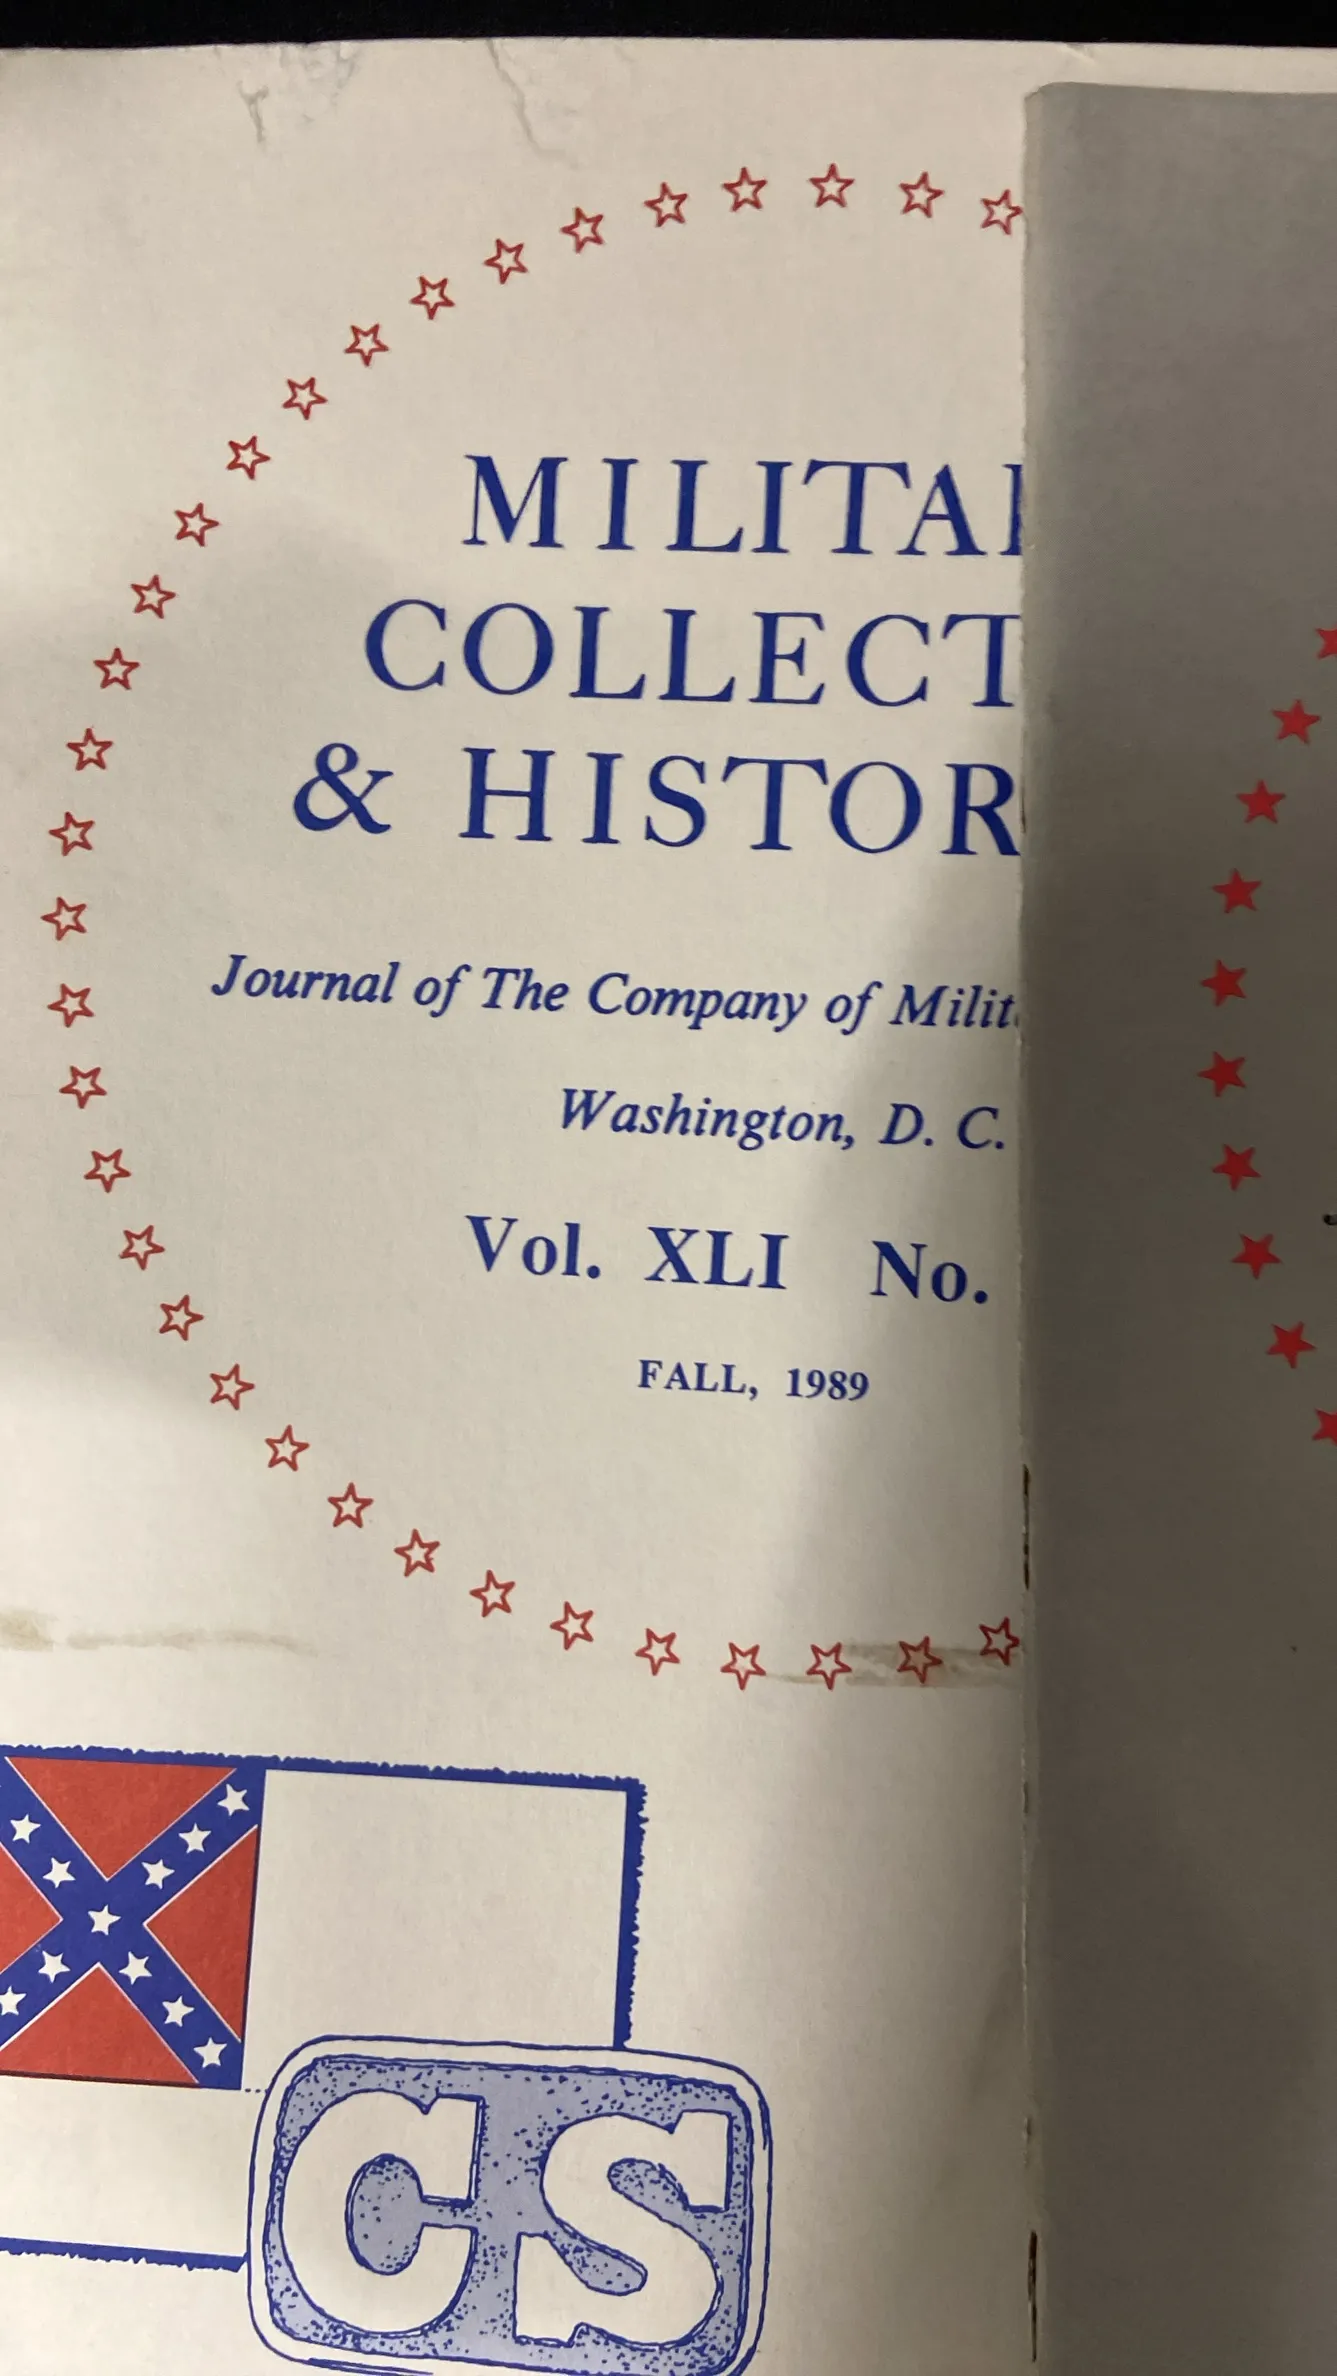 MILITA
COLLECT
& HISTOR
Journal of The Company of Milit
Washington, D. C.
Vol. XLI No.
FALL, 1989
CS